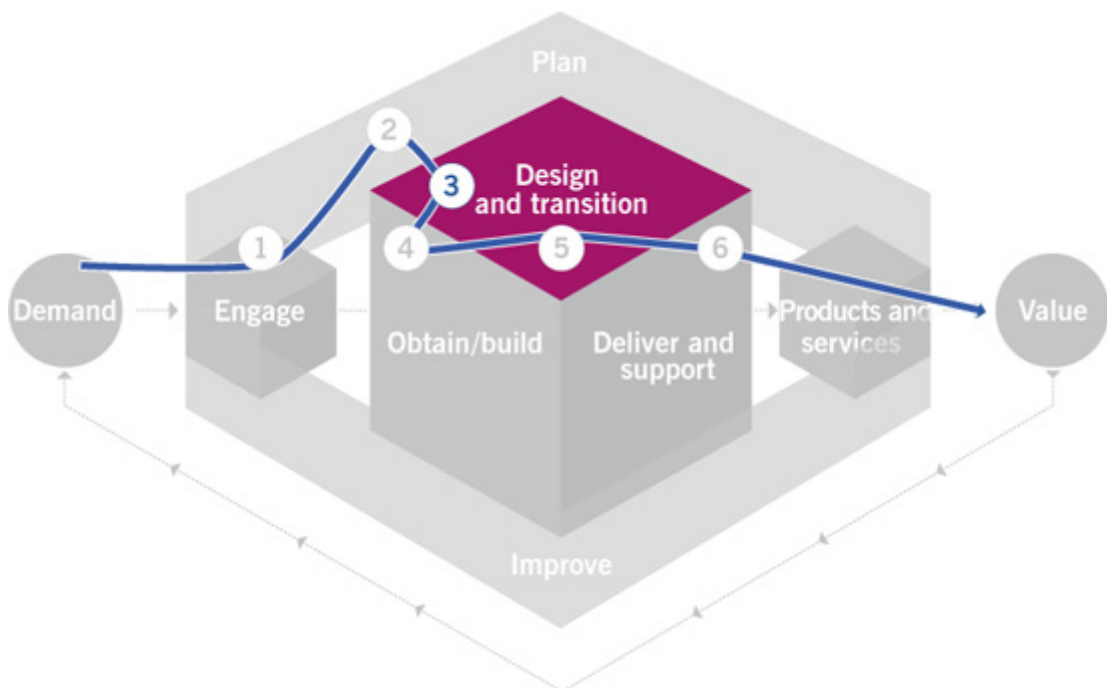 Plan
2
3
Design
and transition
1
4
5
6
Demand
Engage
Obtain/build
Deliver and
support
Products and
services
Value
Improve